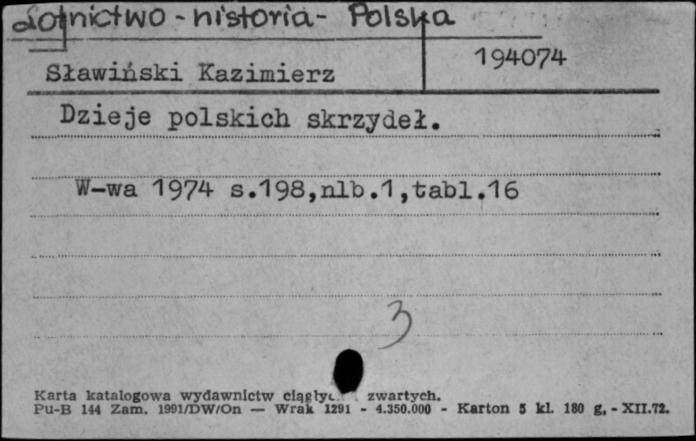 Lotnictwo - historia - Polska
194074
Sławiński Kazimierz
Dzieje polskich skrzydeł.
W-wa 1974 s.198,nlb.1,tabl.16
3
Karta katalogowa wydawnictw zwartych.
Pu-B 144 Zam. 1991/DW/On — Wrak 1291 - 4.350.000 - Karton 5 kl. 180 g. - XII.72.